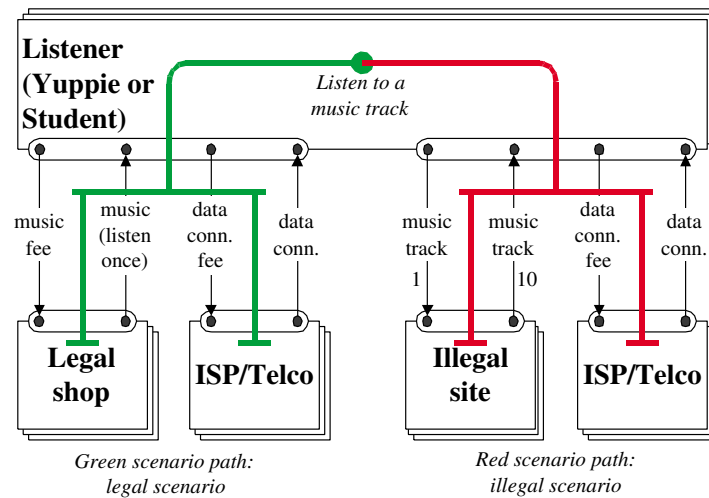 Listener
(Yuppie or
Student)
Listen to a
music track
music
fee
music
(listen
once)
data
conn.
fee
data
conn.
music
track
1
music
track
10
data
conn.
fee
data
conn.
Legal
shop
ISP/Telco
Illegal
site
ISP/Telco
Green scenario path:
legal scenario
Red scenario path:
illegal scenario